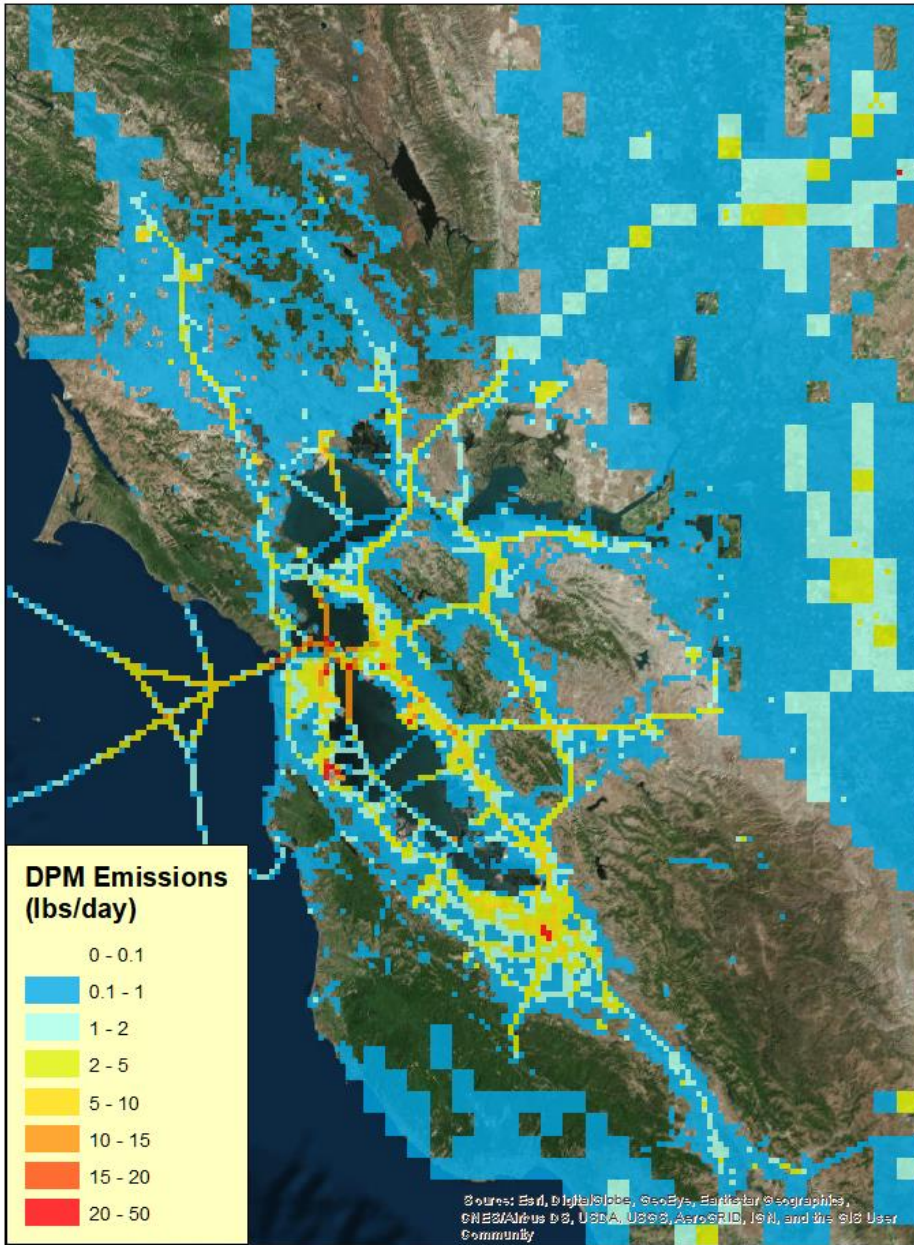 DPM Emissions
(lbs/day)
0 - 0.1
0.1 - 1
1 - 2
2 - 5
5 - 10
10 - 15
15 - 20
20 - 50
Source: Esri, DigitalGlobe, GeoEye, Earthstar Geographics,
CNES/Airbus DS, USDA, USGS, AeroGRID, IGN, and the GIS User
Community